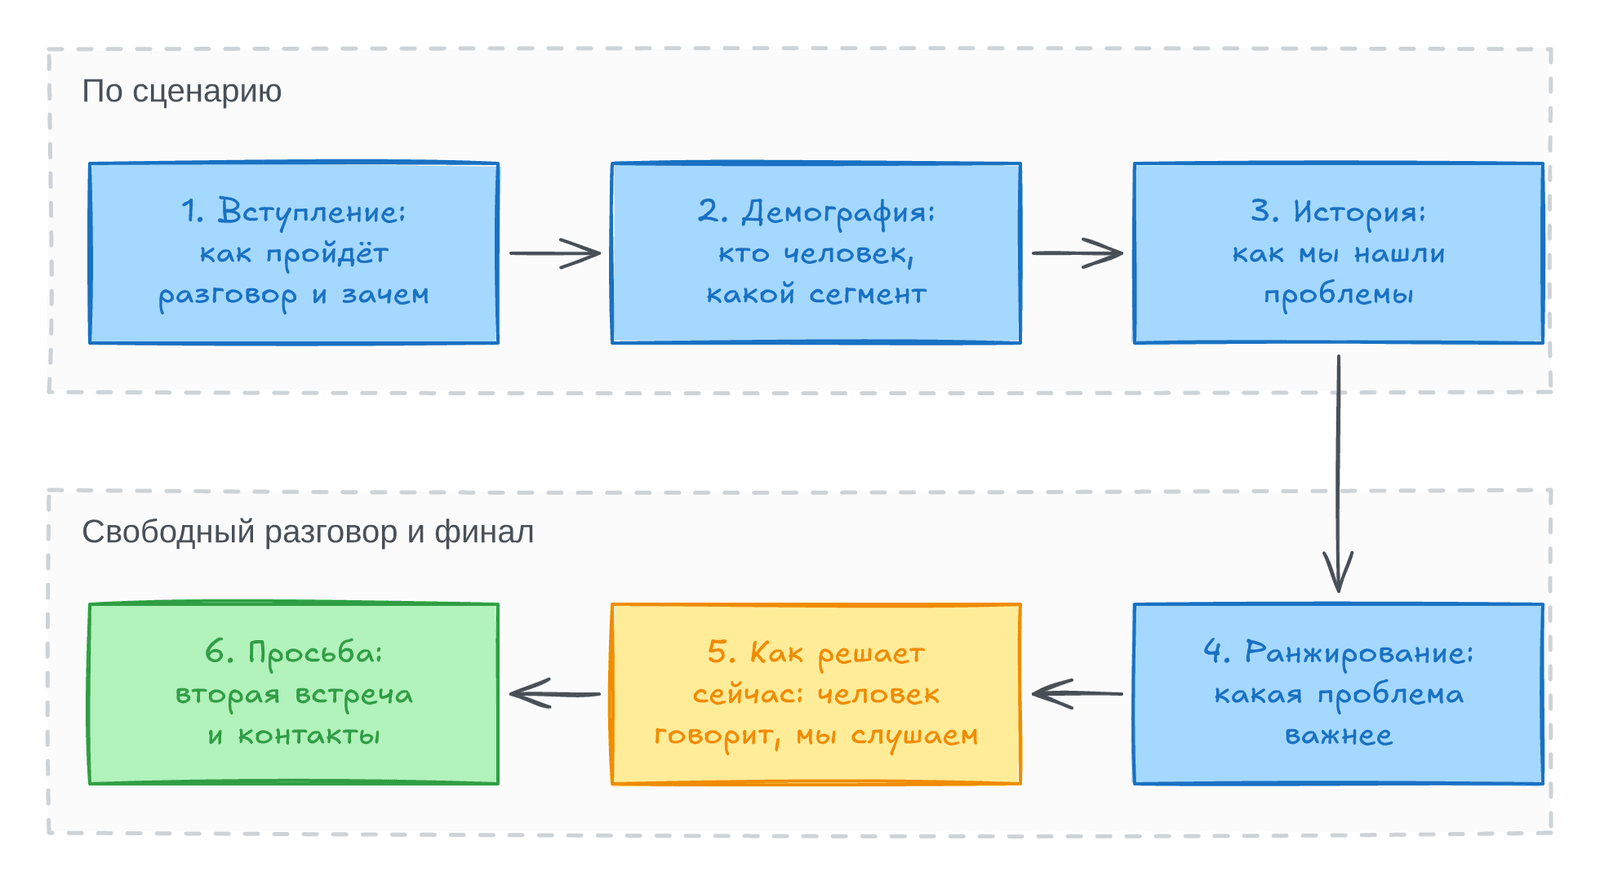 По сценарию
1. Вступление:
как пройдёт
разговор и зачем
2. Демография:
кто человек,
какой сегмент
3. История:
как мы нашли
проблемы
Свободный разговор и финал
4. Ранжирование:
какая проблема
важнее
5. Как решает
сейчас: человек
говорит, мы слушаем
6. Просьба:
вторая встреча
и контакты